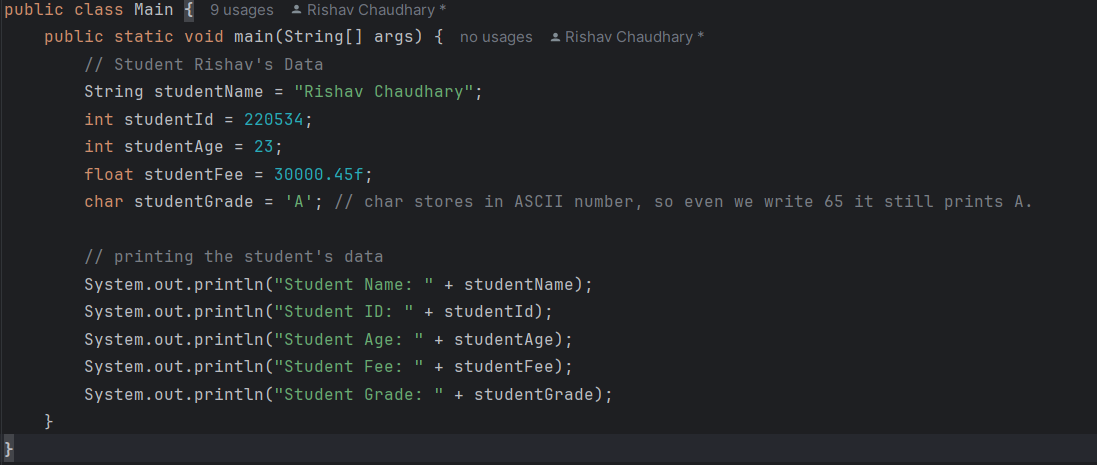 public class Main {  9 usages  Rishav Chaudhary *
    public static void main(String[] args) {  no usages  Rishav Chaudhary *
        // Student Rishav's Data
        String studentName = "Rishav Chaudhary";
        int studentId = 220534;
        int studentAge = 23;
        float studentFee = 30000.45f;
        char studentGrade = 'A'; // char stores in ASCII number, so even we write 65 it still prints A.

        // printing the student's data
        System.out.println("Student Name: " + studentName);
        System.out.println("Student ID: " + studentId);
        System.out.println("Student Age: " + studentAge);
        System.out.println("Student Fee: " + studentFee);
        System.out.println("Student Grade: " + studentGrade);
    }
}